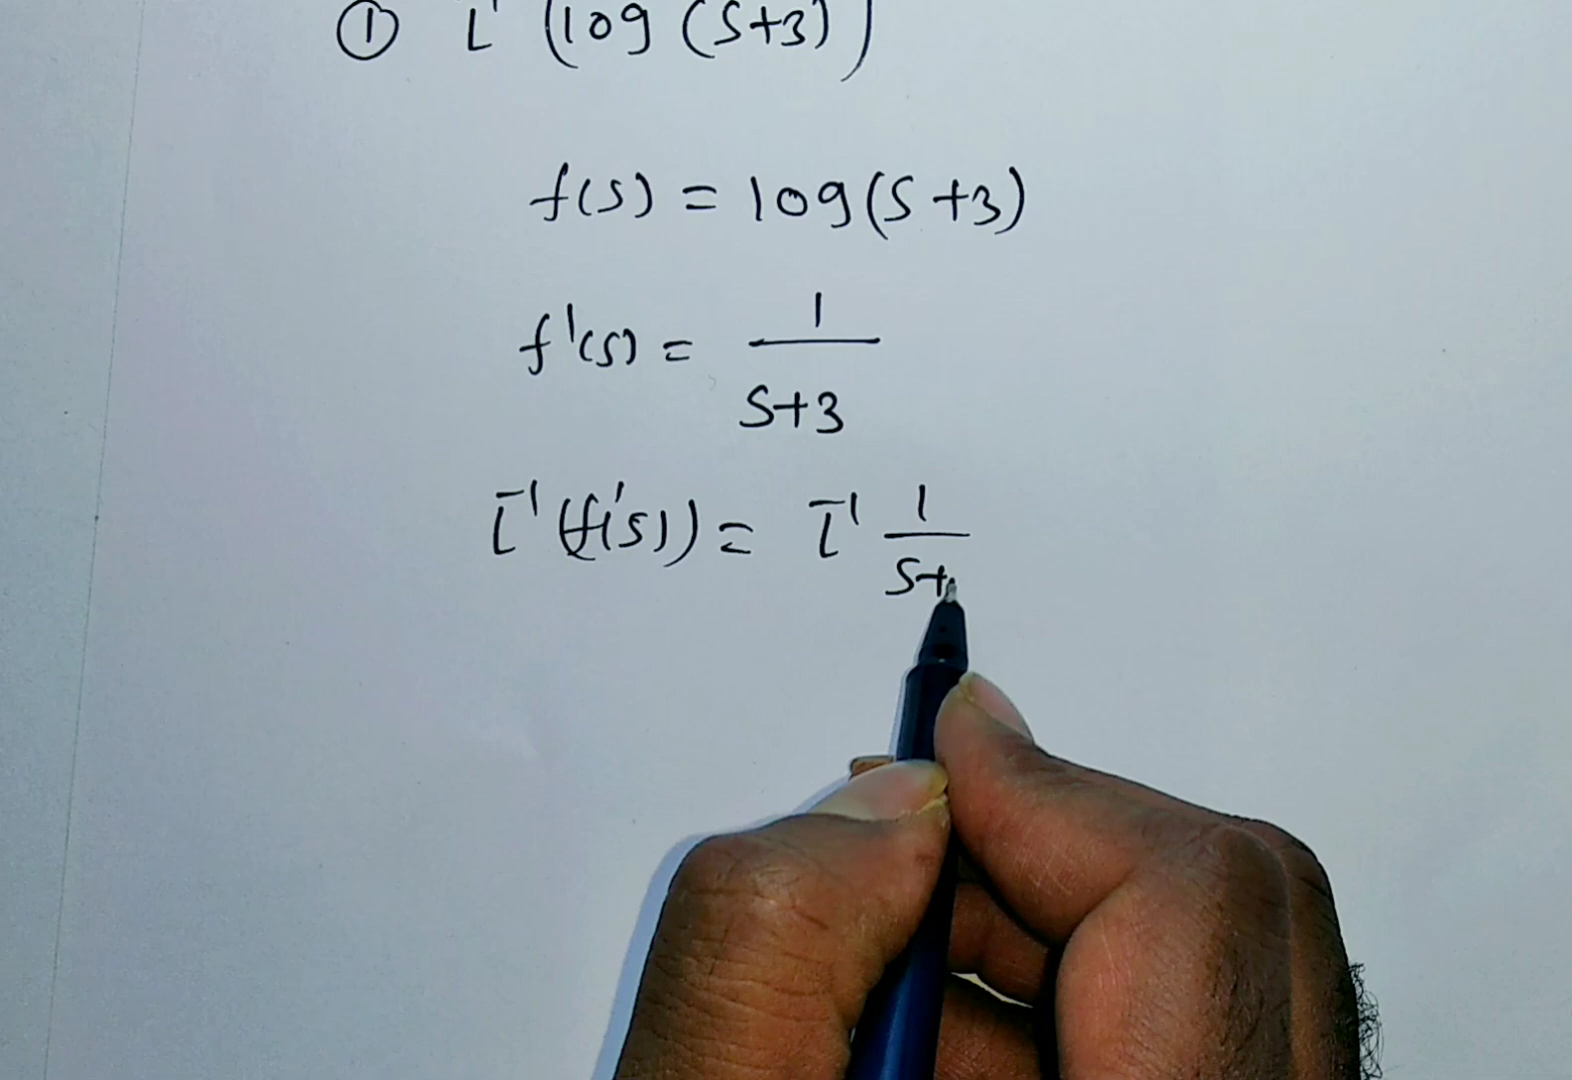 ① L⁻¹ (log (s+3))
f(s) = log(s+3)
f'(s) = 1/(s+3)
L⁻¹ (f'(s)) = L⁻¹ 1/(s+